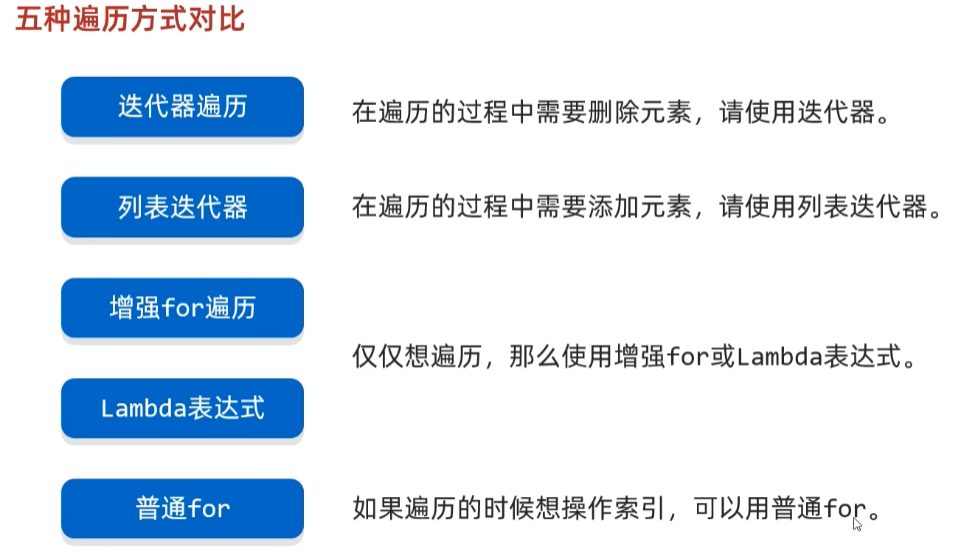 五种遍历方式对比
迭代器遍历
在遍历的过程中需要删除元素，请使用迭代器。
列表迭代器
在遍历的过程中需要添加元素，请使用列表迭代器。
增强for遍历
仅仅想遍历，那么使用增强for或Lambda表达式。
Lambda表达式
普通for
如果遍历的时候想操作索引，可以用普通for。